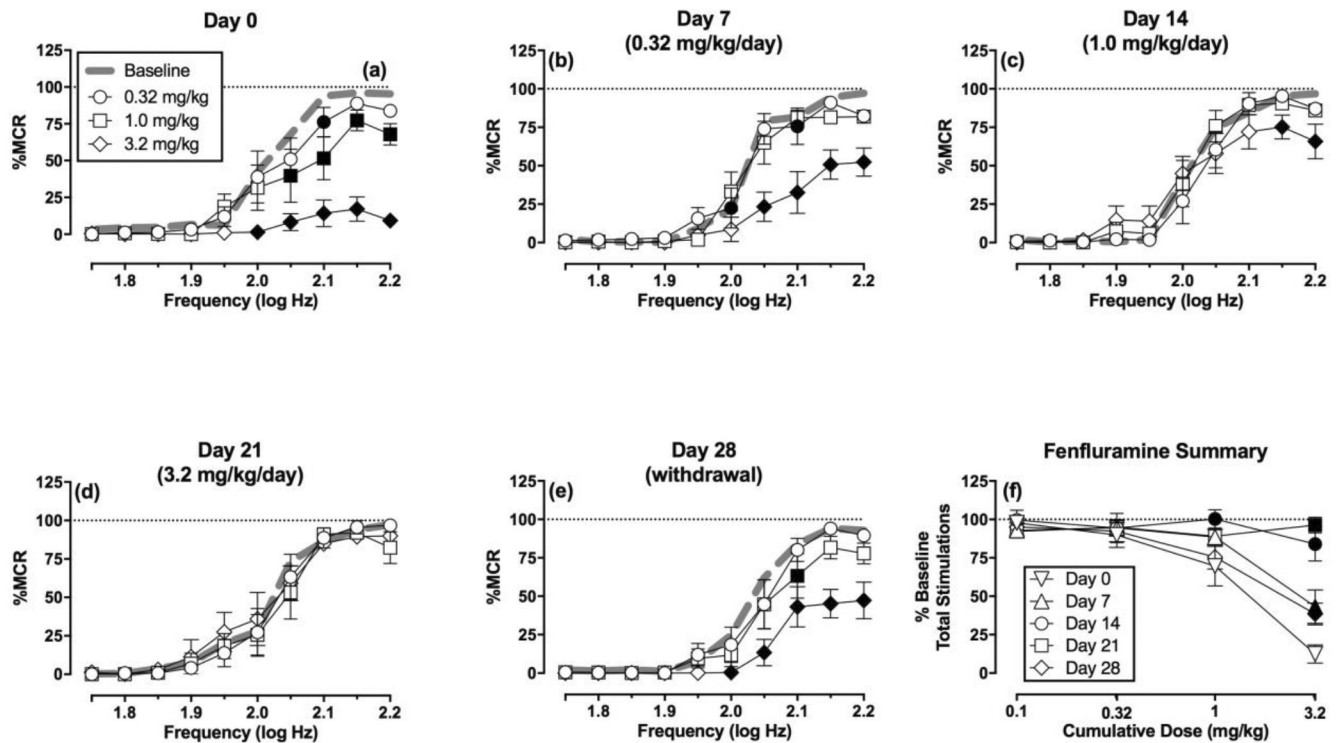 Day 0
125
100
75
50
25
0
%MCR
(a)
Baseline
0.32 mg/kg
1.0 mg/kg
3.2 mg/kg
1.8 1.9 2.0 2.1 2.2
Frequency (log Hz)
Day 7
(0.32 mg/kg/day)
125
100
75
50
25
0
%MCR
(b)
1.8 1.9 2.0 2.1 2.2
Frequency (log Hz)
Day 14
(1.0 mg/kg/day)
125
100
75
50
25
0
%MCR
(c)
1.8 1.9 2.0 2.1 2.2
Frequency (log Hz)
Day 21
(3.2 mg/kg/day)
125
100
75
50
25
0
%MCR
(d)
1.8 1.9 2.0 2.1 2.2
Frequency (log Hz)
Day 28
(withdrawal)
125
100
75
50
25
0
%MCR
(e)
1.8 1.9 2.0 2.1 2.2
Frequency (log Hz)
Fenfluramine Summary
125
100
75
50
25
0
% Baseline
Total Stimulations
(f)
Day 0
Day 7
Day 14
Day 21
Day 28
0.1 0.32 1 3.2
Cumulative Dose (mg/kg)